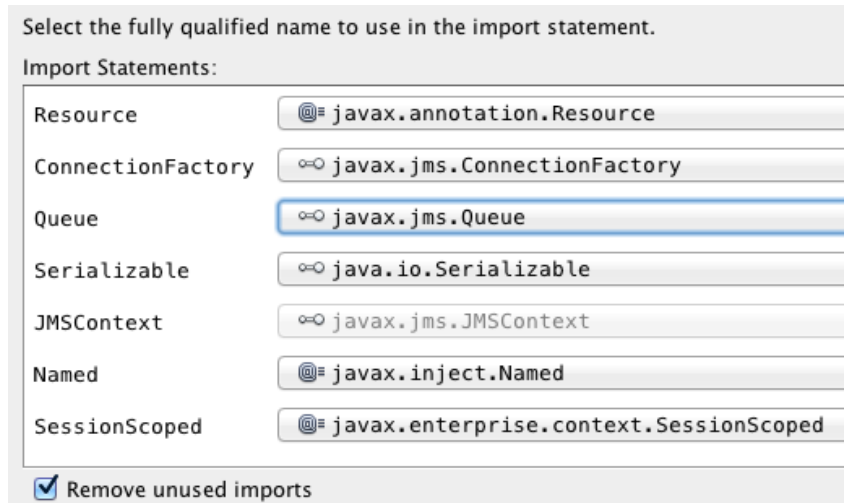 Select the fully qualified name to use in the import statement.
Import Statements:
Resource javax.annotation.Resource
ConnectionFactory javax.jms.ConnectionFactory
Queue javax.jms.Queue
Serializable java.io.Serializable
JMSContext javax.jms.JMSContext
Named javax.inject.Named
SessionScoped javax.enterprise.context.SessionScoped
Remove unused imports